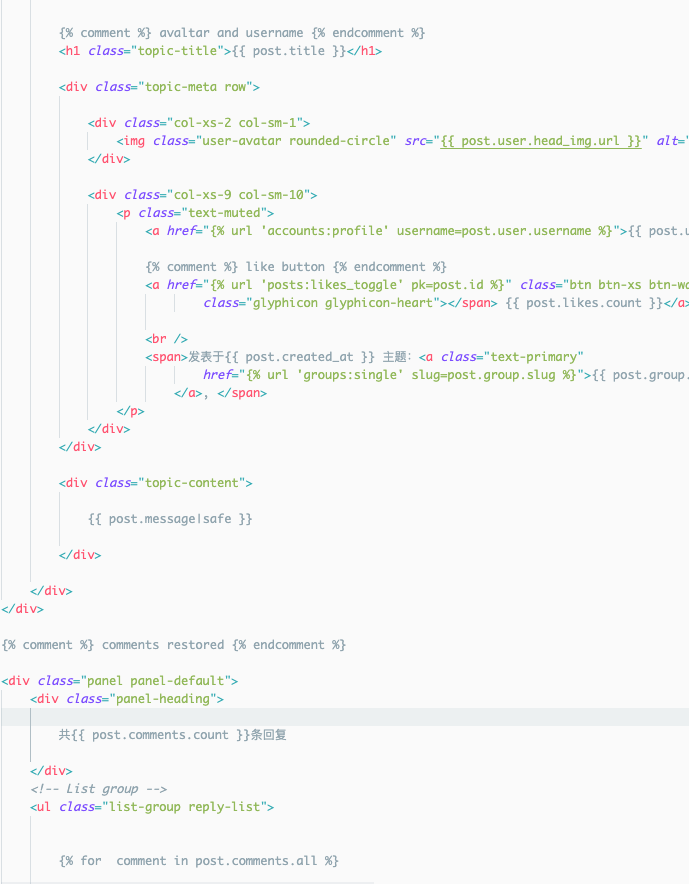 {% comment %} avaltar and username {% endcomment %}
<h1 class="topic-title">{{ post.title }}</h1>
<div class="topic-meta row">
<div class="col-xs-2 col-sm-1">
<img class="user-avatar rounded-circle" src="{{ post.user.head_img.url }}" alt="
</div>
<div class="col-xs-9 col-sm-10">
<p class="text-muted">
<a href="{% url 'accounts:profile' username=post.user.username %}">{{ post.u
{% comment %} like button {% endcomment %}
<a href="{% url 'posts:likes_toggle' pk=post.id %}" class="btn btn-xs btn-wa
class="glyphicon glyphicon-heart"></span> {{ post.likes.count }}</a>
<br />
<span>发表于{{ post.created_at }} 主题：<a class="text-primary"
href="{% url 'groups:single' slug=post.group.slug %}">{{ post.group.
</a>, </span>
</p>
</div>
</div>
<div class="topic-content">
{{ post.message|safe }}
</div>
</div>
</div>
{% comment %} comments restored {% endcomment %}
<div class="panel panel-default">
<div class="panel-heading">
共{{ post.comments.count }}条回复
</div>
<!-- List group -->
<ul class="list-group reply-list">
{% for  comment in post.comments.all %}